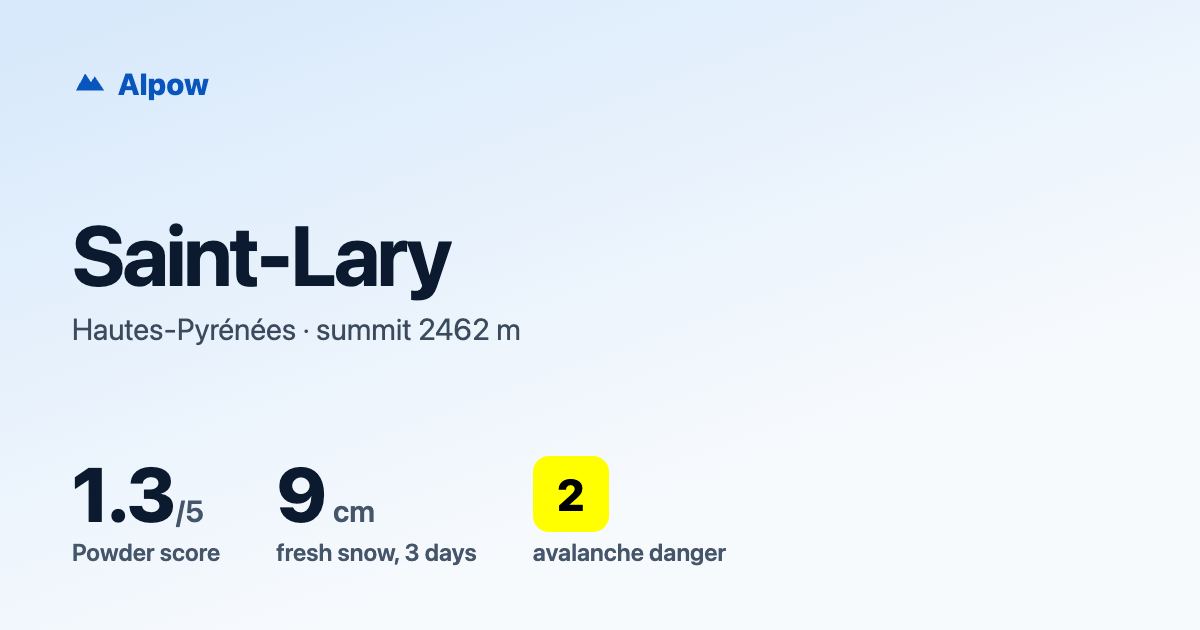 Alpow
Saint-Lary
Hautes-Pyrénées · summit 2462 m
1.3/5
Powder score
9 cm
fresh snow, 3 days
2
avalanche danger